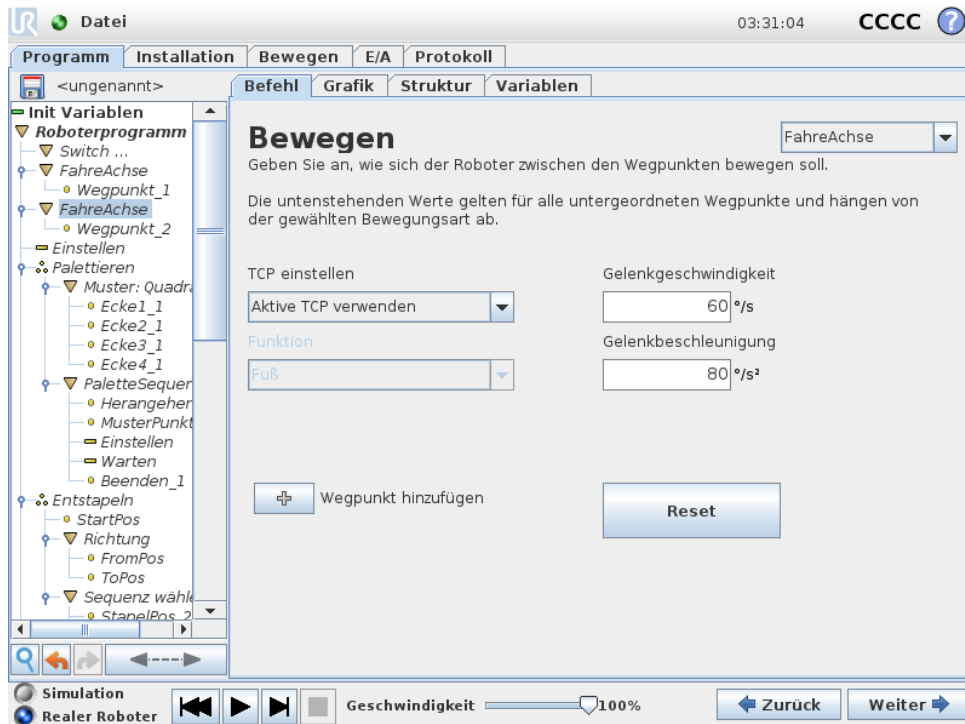 UR Datei 03:31:04 CCCC ?
Programm Installation Bewegen E/A Protokoll
<ungenannt>
Befehl Grafik Struktur Variablen
Init Variablen
Roboterprogramm
Switch ...
FahreAchse
Wegpunkt_1
FahreAchse
Wegpunkt_2
Einstellen
Palettieren
Muster: Quadra
Ecke1_1
Ecke2_1
Ecke3_1
Ecke4_1
PaletteSequen
Herangehen
MusterPunkt
Einstellen
Warten
Beenden_1
Entstapeln
StartPos
Richtung
FromPos
ToPos
Sequenz wähle
StapelPos_2
Bewegen
FahreAchse
Geben Sie an, wie sich der Roboter zwischen den Wegpunkten bewegen soll.
Die untenstehenden Werte gelten für alle untergeordneten Wegpunkte und hängen von
der gewählten Bewegungsart ab.
TCP einstellen
Aktive TCP verwenden
Funktion
Fuß
Gelenkgeschwindigkeit
60 °/s
Gelenkbeschleunigung
80 °/s²
Wegpunkt hinzufügen
Reset
Simulation
Realer Roboter
Geschwindigkeit 100%
Zurück Weiter